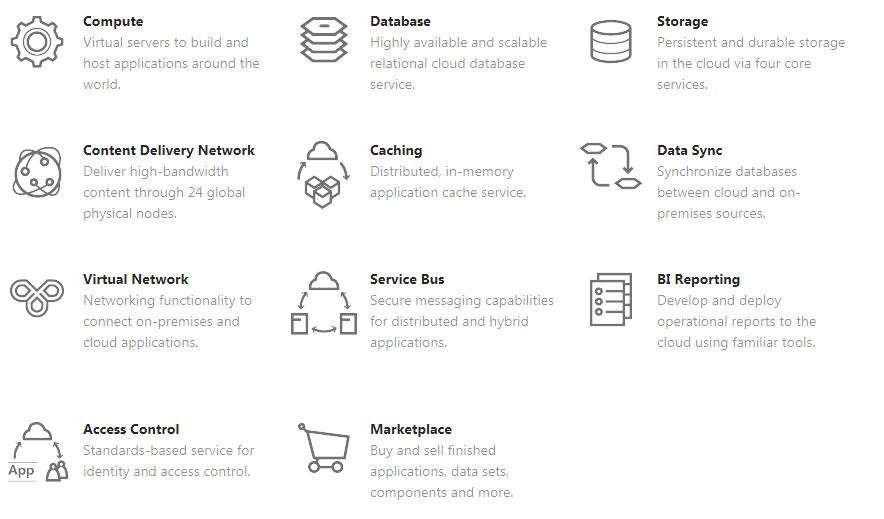 Compute
Virtual servers to build and
host applications around the
world.
Database
Highly available and scalable
relational cloud database
service.
Storage
Persistent and durable storage
in the cloud via four core
services.
Content Delivery Network
Deliver high-bandwidth
content through 24 global
physical nodes.
Caching
Distributed, in-memory
application cache service.
Data Sync
Synchronize databases
between cloud and on-
premises sources.
Virtual Network
Networking functionality to
connect on-premises and
cloud applications.
Service Bus
Secure messaging capabilities
for distributed and hybrid
applications.
BI Reporting
Develop and deploy
operational reports to the
cloud using familiar tools.
App
Access Control
Standards-based service for
identity and access control.
Marketplace
Buy and sell finished
applications, data sets,
components and more.